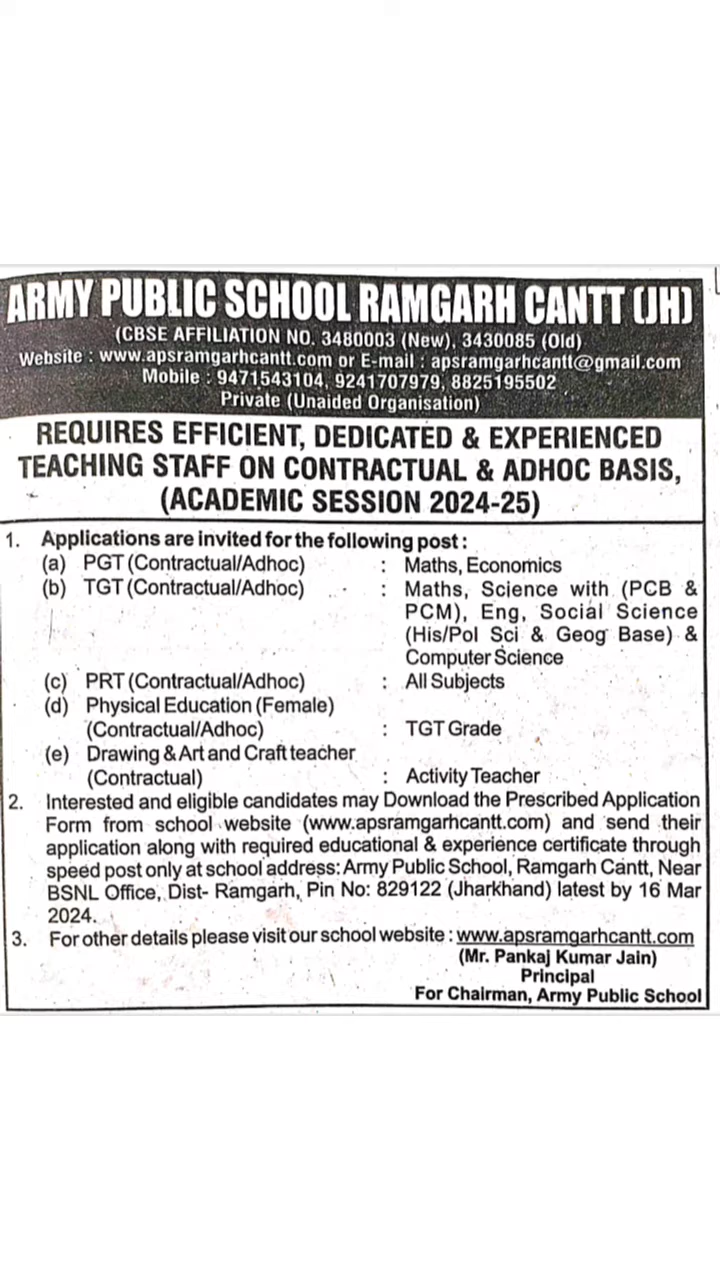 ARMY PUBLIC SCHOOL RAMGARH CANTT (JH)
(CBSE AFFILIATION NO. 3480003 (New), 3430085 (Old)
Website : www.apsramgarhcantt.com or E-mail : apsramgarhcantt@gmail.com
Mobile : 9471543104, 9241707979, 8825195502
Private (Unaided Organisation)
REQUIRES EFFICIENT, DEDICATED & EXPERIENCED
TEACHING STAFF ON CONTRACTUAL & ADHOC BASIS,
(ACADEMIC SESSION 2024-25)
1. Applications are invited for the following post :
(a) PGT (Contractual/Adhoc) : Maths, Economics
(b) TGT (Contractual/Adhoc) : Maths, Science with (PCB &
PCM), Eng, Social Science
(His/Pol Sci & Geog Base) &
Computer Science
(c) PRT (Contractual/Adhoc) : All Subjects
(d) Physical Education (Female)
(Contractual/Adhoc) : TGT Grade
(e) Drawing & Art and Craft teacher
(Contractual) : Activity Teacher
2. Interested and eligible candidates may Download the Prescribed Application
Form from school website (www.apsramgarhcantt.com) and send their
application along with required educational & experience certificate through
speed post only at school address: Army Public School, Ramgarh Cantt, Near
BSNL Office, Dist- Ramgarh, Pin No: 829122 (Jharkhand) latest by 16 Mar
2024.
3. For other details please visit our school website : www.apsramgarhcantt.com
(Mr. Pankaj Kumar Jain)
Principal
For Chairman, Army Public School